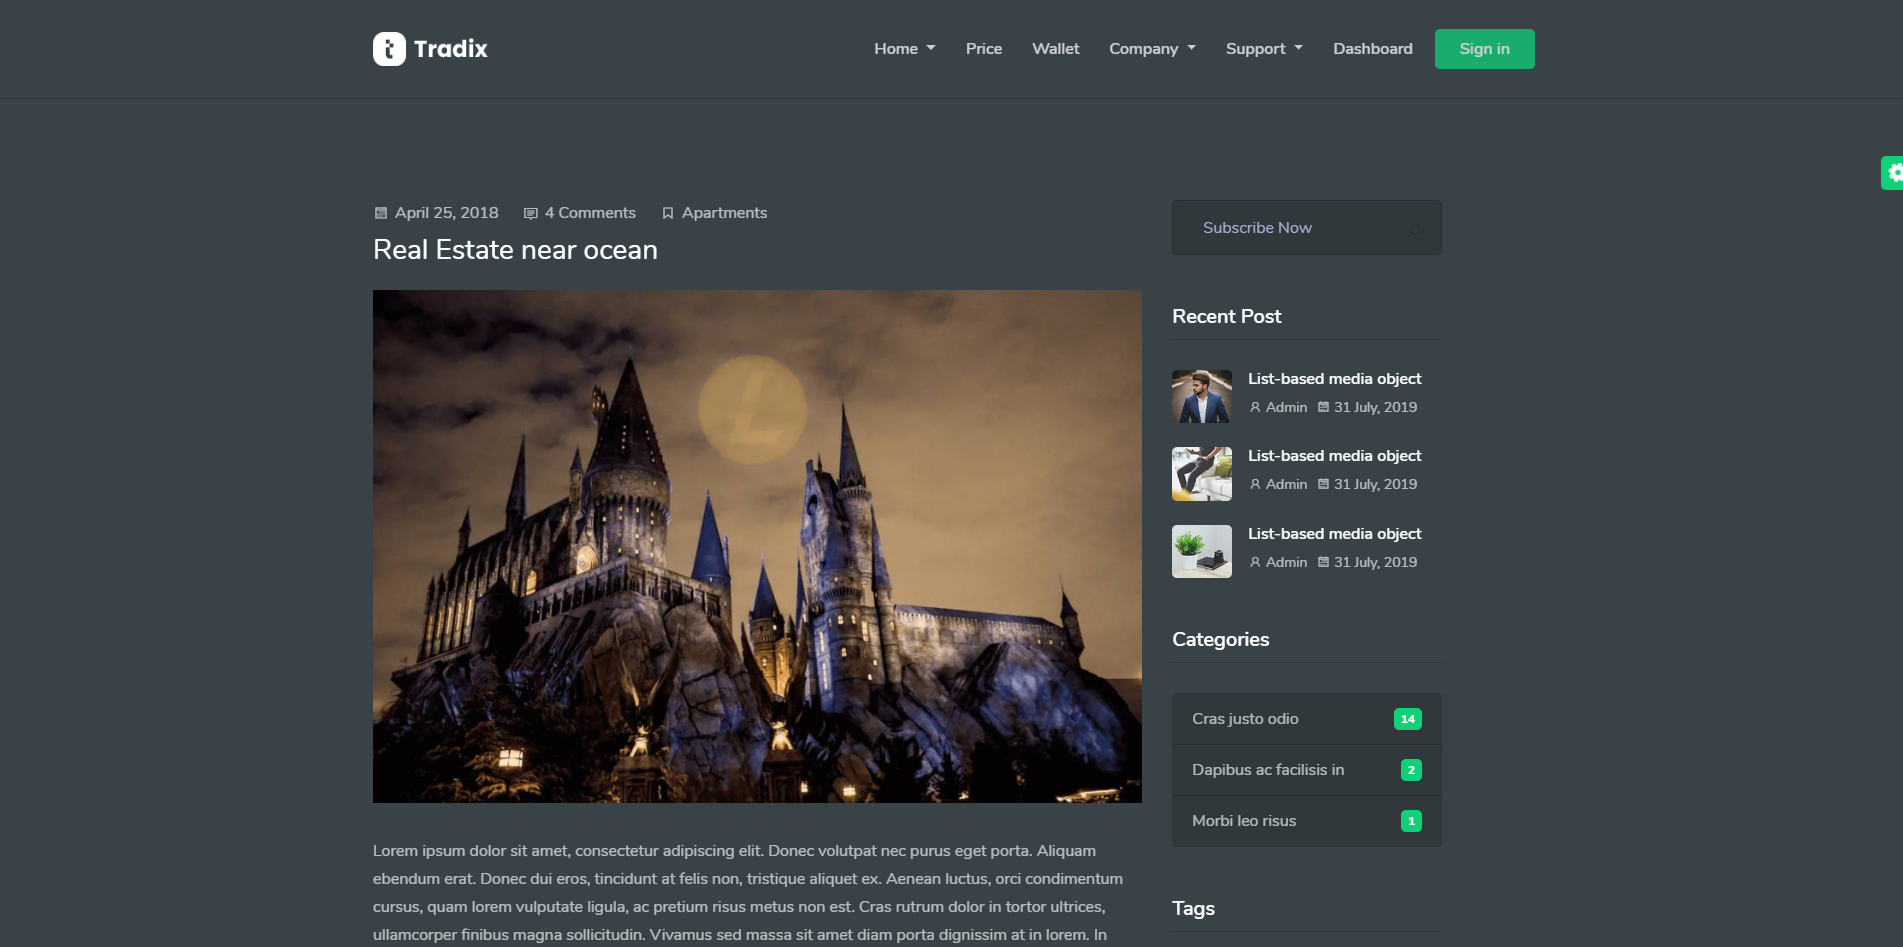 Tradix
Home
Price
Wallet
Company
Support
Dashboard
Sign in
April 25, 2018
4 Comments
Apartments
Real Estate near ocean
Lorem ipsum dolor sit amet, consectetur adipiscing elit. Donec volutpat nec purus eget porta. Aliquam
ebendum erat. Donec dui eros, tincidunt at felis non, tristique aliquet ex. Aenean luctus, orci condimentum
cursus, quam lorem vulputate ligula, ac pretium risus metus non est. Cras rutrum dolor in tortor ultrices,
ullamcorper finibus magna sollicitudin. Vivamus sed massa sit amet diam porta dignissim at in lorem. In
Subscribe Now
Recent Post
List-based media object
Admin 31 July, 2019
List-based media object
Admin 31 July, 2019
List-based media object
Admin 31 July, 2019
Categories
Cras justo odio 14
Dapibus ac facilisis in 2
Morbi leo risus 1
Tags